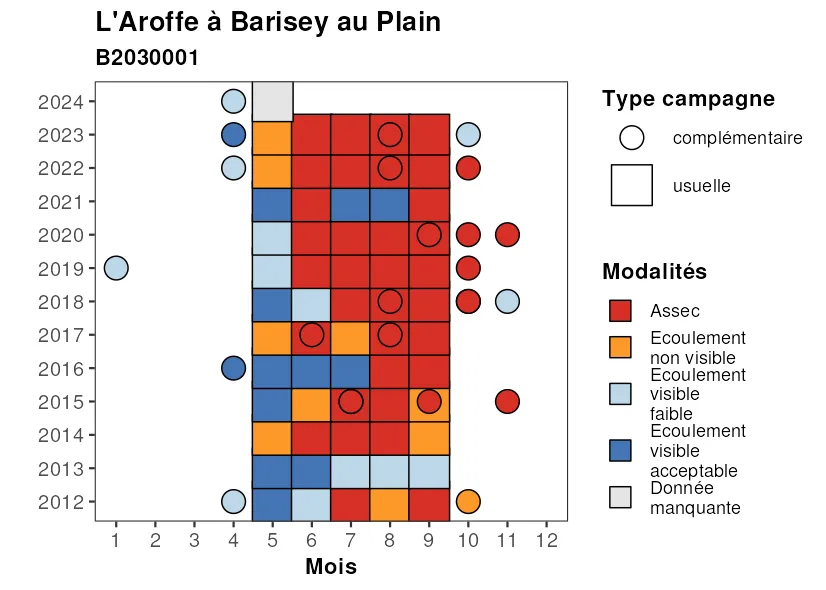 L'Aroffe à Barisey au Plain
B2030001
2024
2023
2022
2021
2020
2019
2018
2017
2016
2015
2014
2013
2012
1 2 3 4 5 6 7 8 9 10 11 12
Mois
Type campagne
complémentaire
usuelle
Modalités
Assec
Ecoulement
non visible
Ecoulement
visible
faible
Ecoulement
visible
acceptable
Donnée
manquante